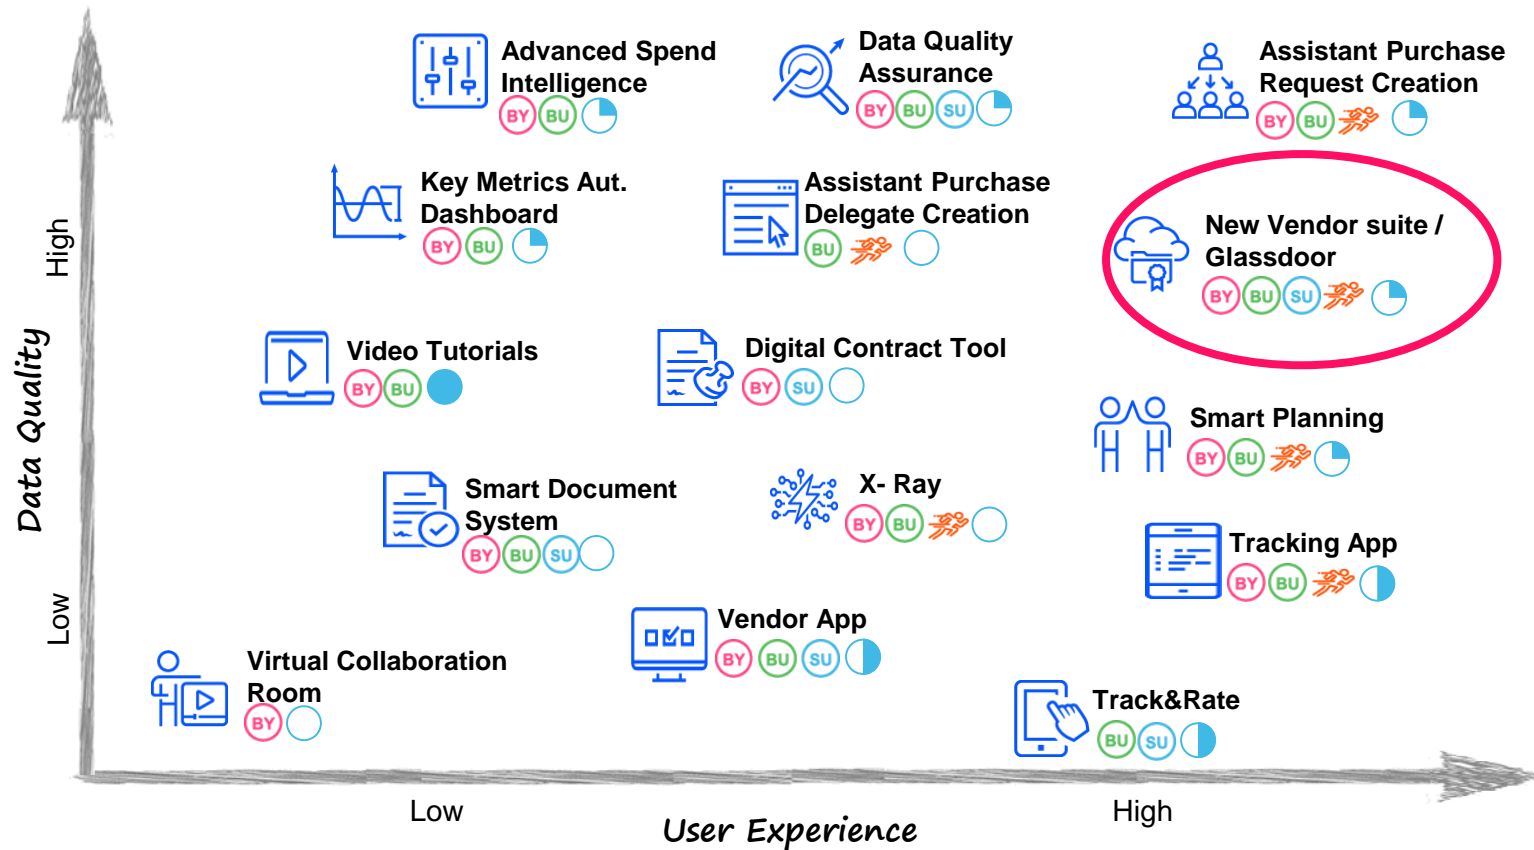 Advanced Spend
Intelligence
BY BU
Data Quality
Assurance
BY BU SU
Assistant Purchase
Request Creation
BY BU
Key Metrics Aut.
Dashboard
BY BU
Assistant Purchase
Delegate Creation
BU
New Vendor suite /
Glassdoor
BY BU SU
Video Tutorials
BY BU
Digital Contract Tool
BY SU
Smart Planning
BY BU
Smart Document
System
BY BU SU
X- Ray
BY BU
Tracking App
BY BU
Vendor App
BY BU SU
Virtual Collaboration
Room
BY
Track&Rate
BU SU
High
Data Quality
Low
Low
High
User Experience